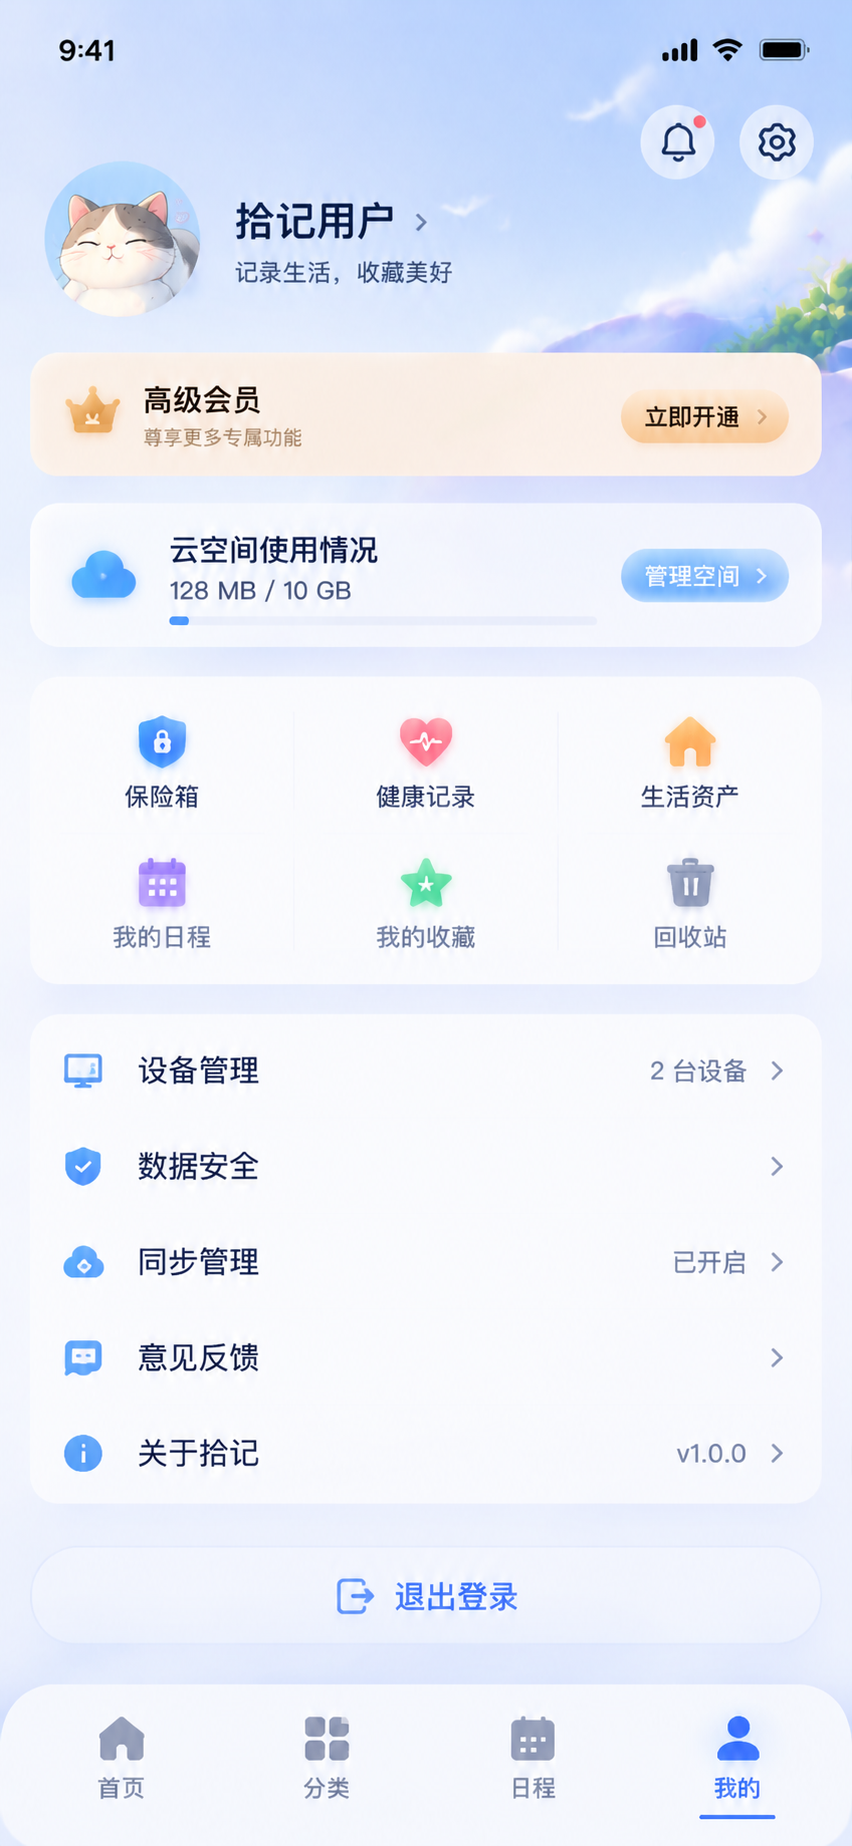 9:41
拾记用户
记录生活，收藏美好
高级会员
尊享更多专属功能
立即开通
云空间使用情况
128 MB / 10 GB
管理空间
保险箱
健康记录
生活资产
我的日程
我的收藏
回收站
设备管理
2 台设备
数据安全
同步管理
已开启
意见反馈
关于拾记
v1.0.0
退出登录
首页
分类
日程
我的